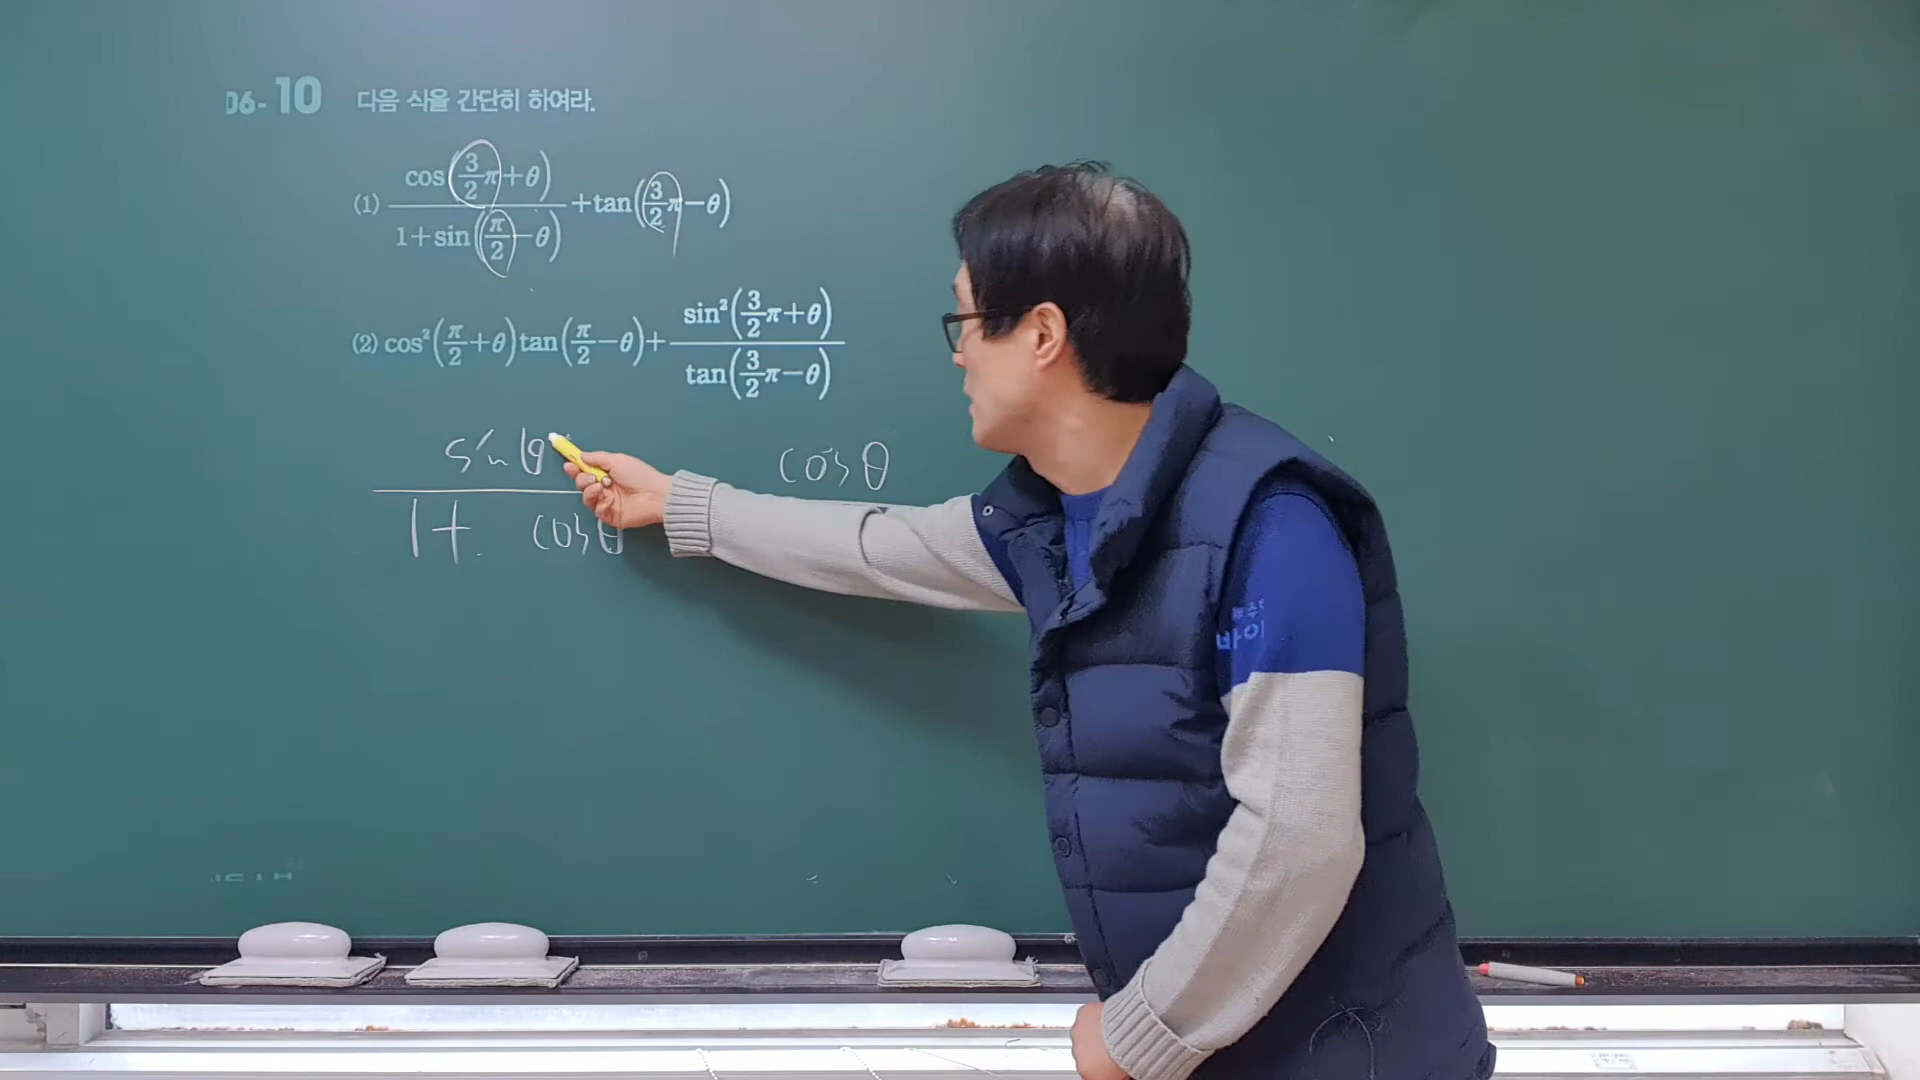 06-10 다음 식을 간단히 하여라.
(1) cos(3/2π+θ) / 1+sin(π/2-θ) + tan(3/2π-θ)
(2) cos²(π/2+θ)tan(π/2-θ)+ sin²(3/2π+θ) / tan(3/2π-θ)
sinθ cosθ
1+ cosθ